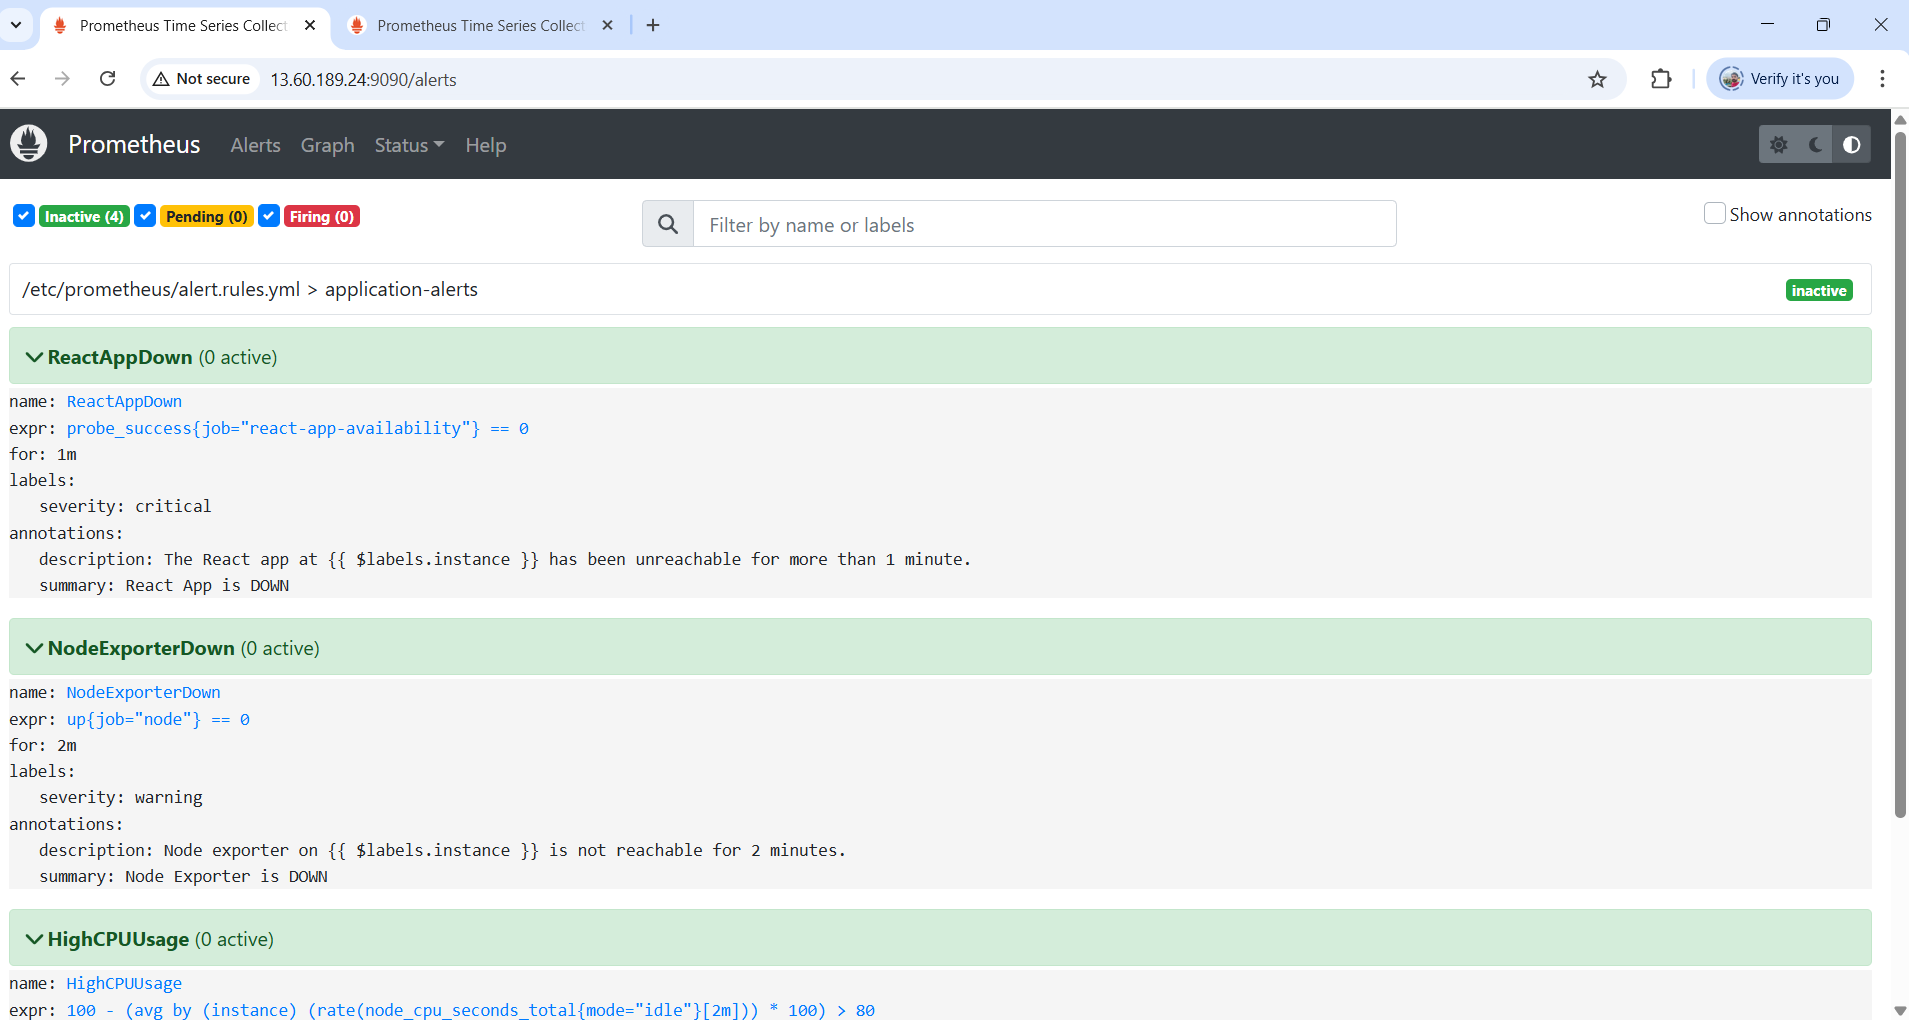 Prometheus Time Series Collect
Prometheus Time Series Collect
Not secure
13.60.189.24:9090/alerts
Verify it's you
Prometheus
Alerts
Graph
Status
Help
Inactive (4)
Pending (0)
Firing (0)
Filter by name or labels
Show annotations
/etc/prometheus/alert.rules.yml > application-alerts
inactive
ReactAppDown (0 active)
name: ReactAppDown
expr: probe_success{job="react-app-availability"} == 0
for: 1m
labels:
severity: critical
annotations:
description: The React app at {{ $labels.instance }} has been unreachable for more than 1 minute.
summary: React App is DOWN
NodeExporterDown (0 active)
name: NodeExporterDown
expr: up{job="node"} == 0
for: 2m
labels:
severity: warning
annotations:
description: Node exporter on {{ $labels.instance }} is not reachable for 2 minutes.
summary: Node Exporter is DOWN
HighCPUUsage (0 active)
name: HighCPUUsage
expr: 100 - (avg by (instance) (rate(node_cpu_seconds_total{mode="idle"}[2m])) * 100) > 80